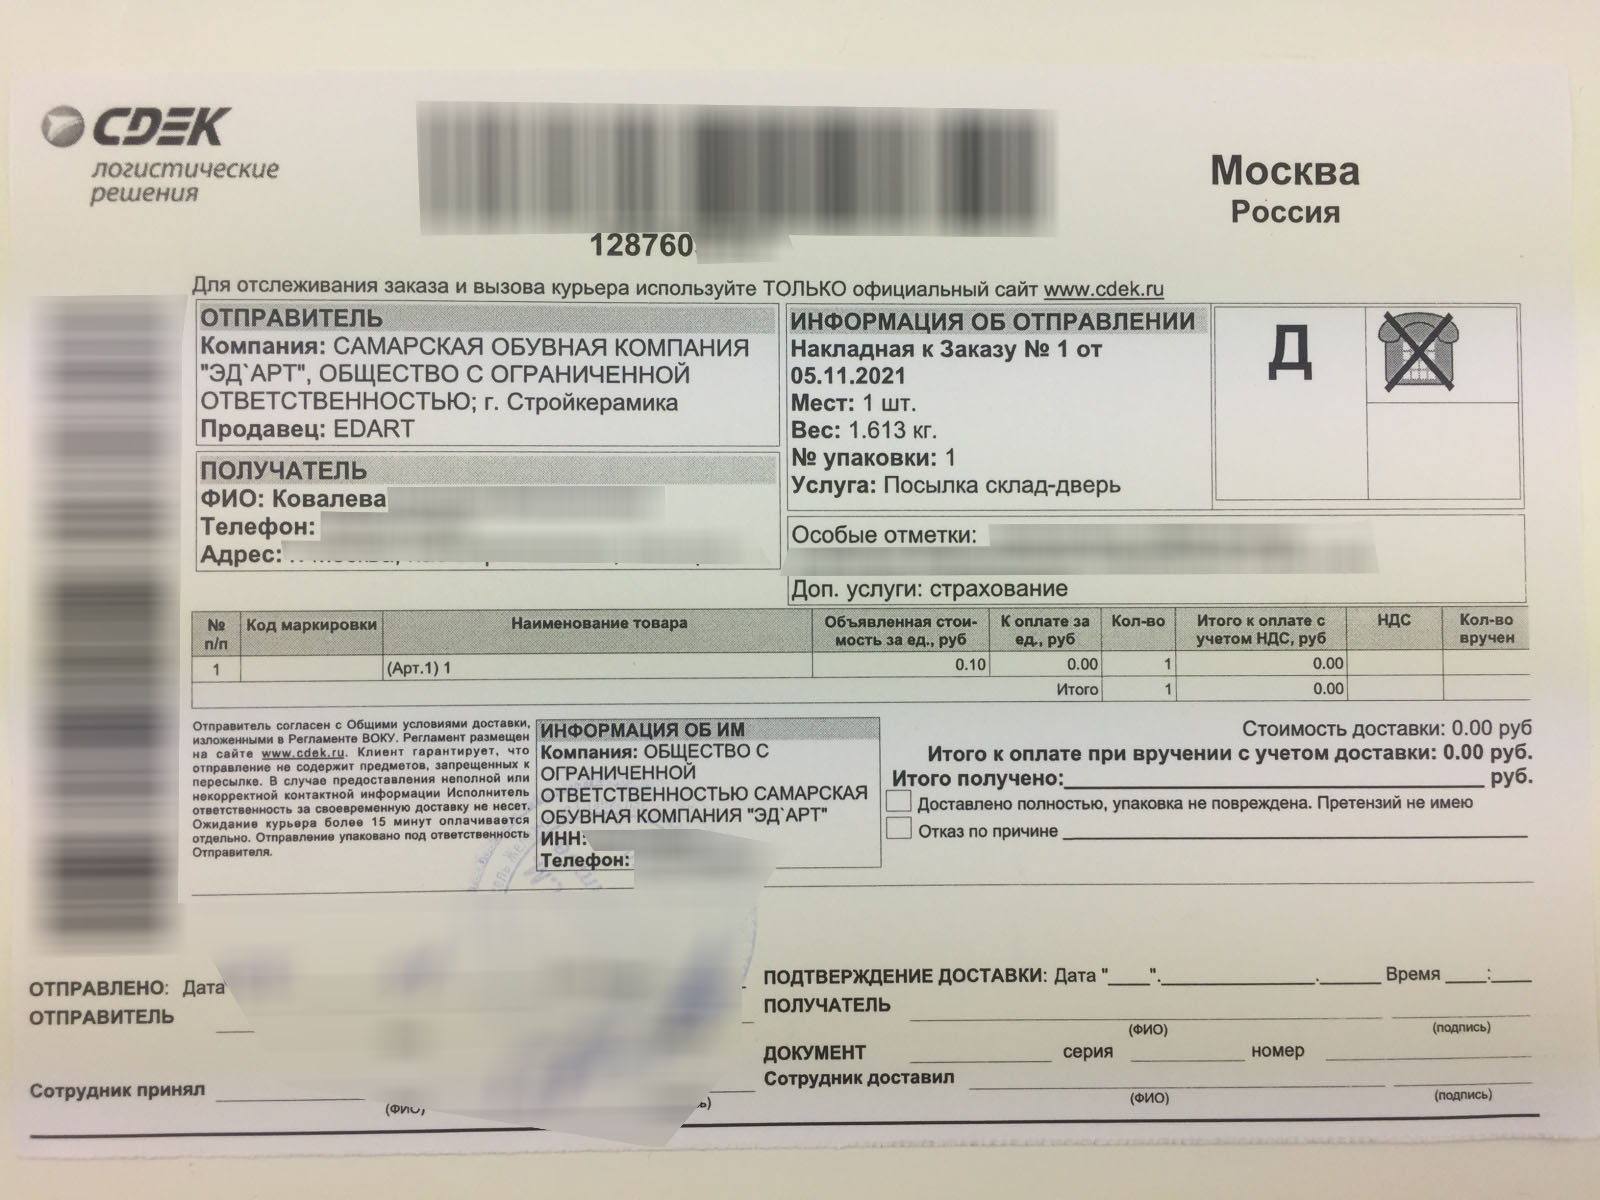 CDEK
логистические
решения
128760
Москва
Россия
Для отслеживания заказа и вызова курьера используйте ТОЛЬКО официальный сайт www.cdek.ru
ОТПРАВИТЕЛЬ
Компания: САМАРСКАЯ ОБУВНАЯ КОМПАНИЯ
"ЭД`АРТ", ОБЩЕСТВО С ОГРАНИЧЕННОЙ
ОТВЕТСТВЕННОСТЬЮ; г. Стройкерамика
Продавец: EDART
ПОЛУЧАТЕЛЬ
ФИО: Ковалева
Телефон:
Адрес:
ИНФОРМАЦИЯ ОБ ОТПРАВЛЕНИИ
Накладная к Заказу № 1 от
05.11.2021
Мест: 1 шт.
Вес: 1.613 кг.
№ упаковки: 1
Услуга: Посылка склад-дверь
Д
Особые отметки:
Доп. услуги: страхование
№ п/п Код маркировки Наименование товара Объявленная стоимость за ед., руб К оплате за ед., руб Кол-во Итого к оплате с учетом НДС, руб НДС Кол-во вручен
1 (Арт.1) 1 0.10 0.00 1 0.00
Итого 1 0.00
Отправитель согласен с Общими условиями доставки,
изложенными в Регламенте ВОКУ. Регламент размещен
на сайте www.cdek.ru. Клиент гарантирует, что
отправление не содержит предметов, запрещенных к
пересылке. В случае предоставления неполной или
некорректной контактной информации Исполнитель
ответственность за своевременную доставку не несет.
Ожидание курьера более 15 минут оплачивается
отдельно. Отправление упаковано под ответственность
Отправителя.
ИНФОРМАЦИЯ ОБ ИМ
Компания: ОБЩЕСТВО С
ОГРАНИЧЕННОЙ
ОТВЕТСТВЕННОСТЬЮ САМАРСКАЯ
ОБУВНАЯ КОМПАНИЯ "ЭД`АРТ"
ИНН:
Телефон:
Стоимость доставки: 0.00 руб
Итого к оплате при вручении с учетом доставки: 0.00 руб.
Итого получено: руб.
Доставлено полностью, упаковка не повреждена. Претензий не имею
Отказ по причине
ОТПРАВЛЕНО: Дата
ОТПРАВИТЕЛЬ
Сотрудник принял
(ФИО)
ПОДТВЕРЖДЕНИЕ ДОСТАВКИ: Дата "____".____________.____ Время ____:____
ПОЛУЧАТЕЛЬ
(ФИО) (подпись)
ДОКУМЕНТ серия номер
Сотрудник доставил
(ФИО) (подпись)